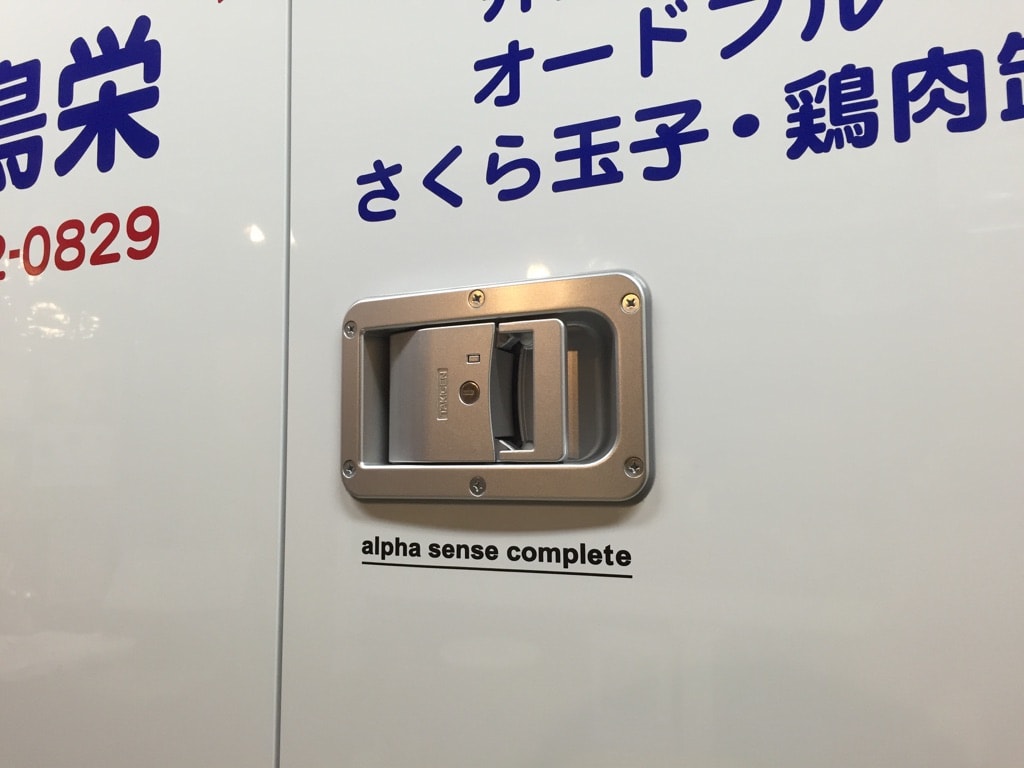 鳥栄
2-0829
オードブル
さくら玉子・鶏肉
TAKIGEN
alpha sense complete